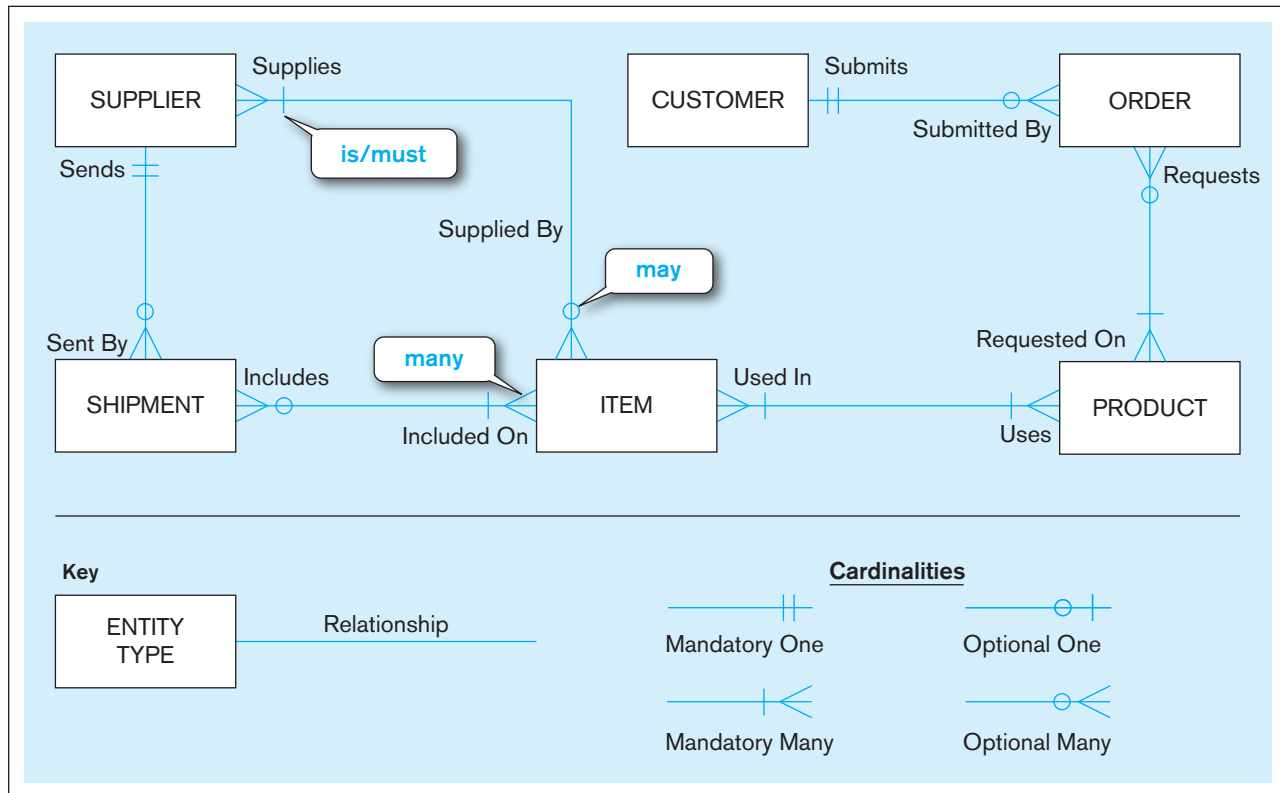 Supplies
Submits
SUPPLIER
CUSTOMER
ORDER
Submitted By
is/must
Sends
Requests
Supplied By
may
Sent By
many
Requested On
Includes
Used In
SHIPMENT
ITEM
PRODUCT
Included On
Uses
Key
Cardinalities
ENTITY
TYPE
Relationship
Mandatory One
Optional One
Mandatory Many
Optional Many